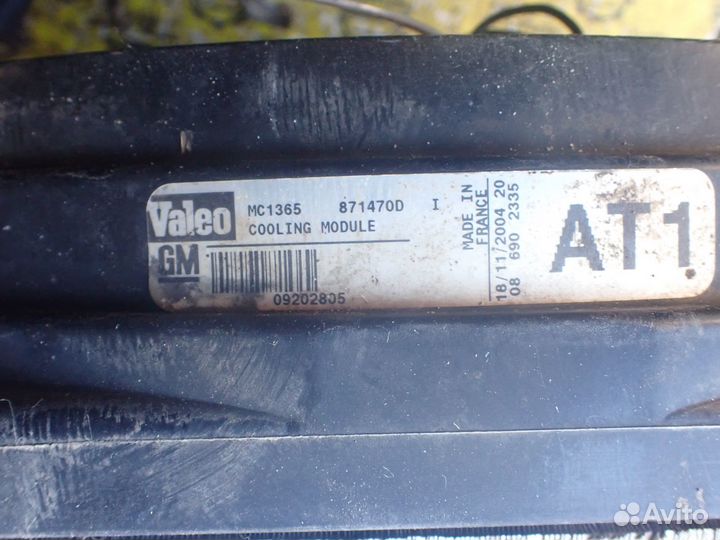 Valeo MC1365 871470D I
COOLING MODULE
GM
09202805
MADE IN
FRANCE
18/11/2004 20
08 690 2335
AT1
Avito